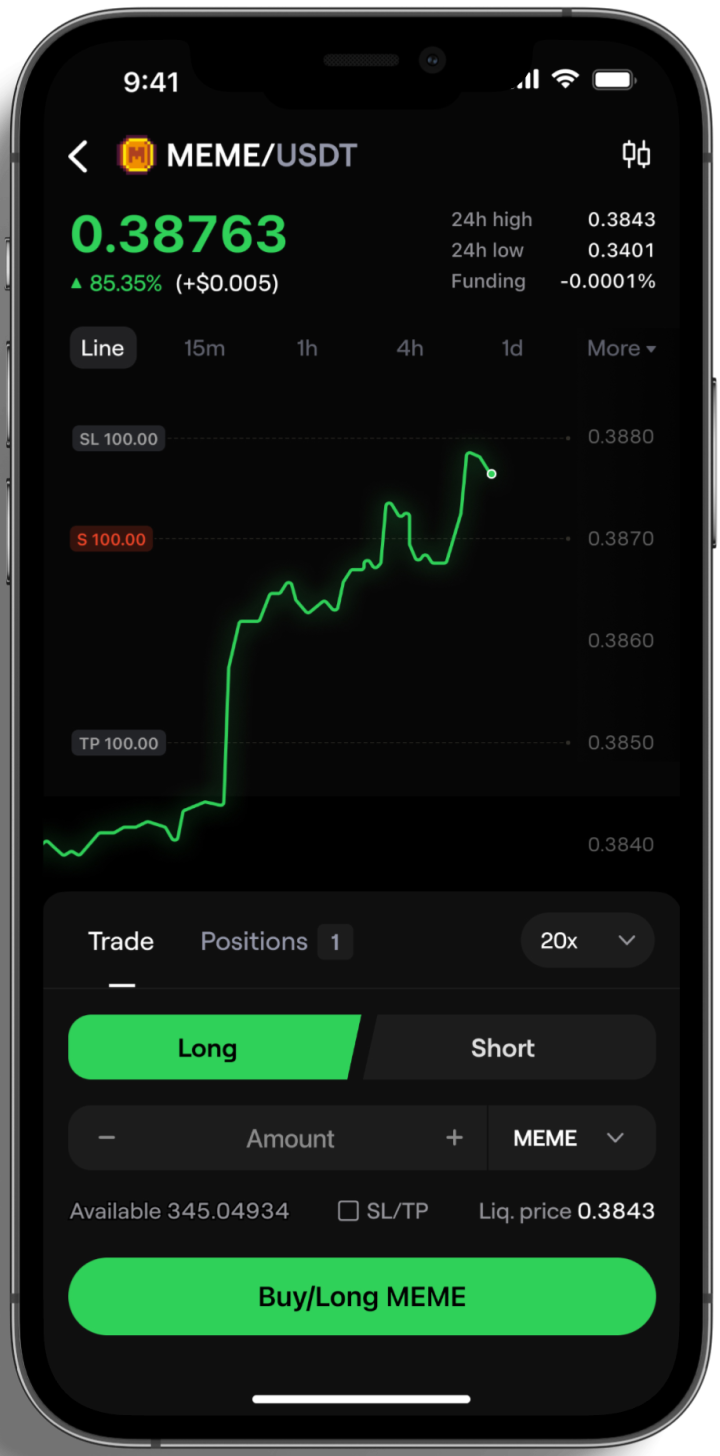 9:41
M MEME/USDT
0.38763
▲ 85.35% (+$0.005)
24h high 0.3843
24h low 0.3401
Funding -0.0001%
Line 15m 1h 4h 1d More ▾
SL 100.00 0.3880
S 100.00 0.3870
0.3860
TP 100.00 0.3850
0.3840
Trade Positions 1 20x
Long Short
− Amount + MEME
Available 345.04934 SL/TP Liq. price 0.3843
Buy/Long MEME